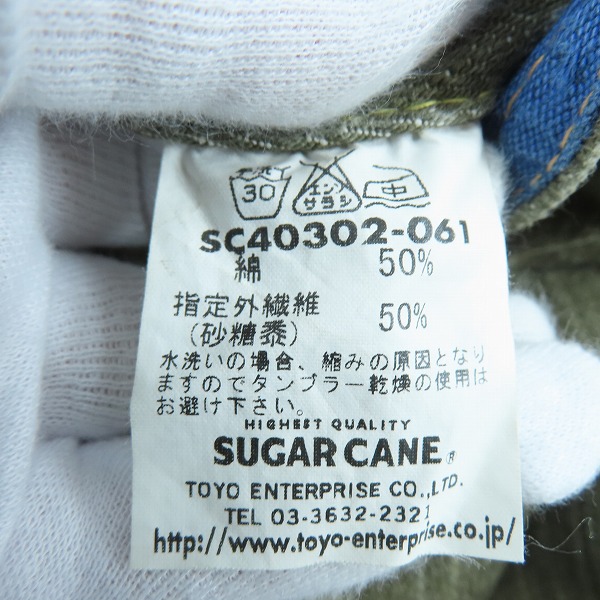 30 エンソ サラシ 中
SC40302-061
綿 50%
指定外繊維 50%
(砂糖黍)
水洗いの場合、縮みの原因となり
ますのでタンブラー乾燥の使用は
お避け下さい。
HIGHEST QUALITY
SUGAR CANE®
TOYO ENTERPRISE CO.,LTD.
TEL 03-3632-2321
http://www.toyo-enterprise.co.jp/